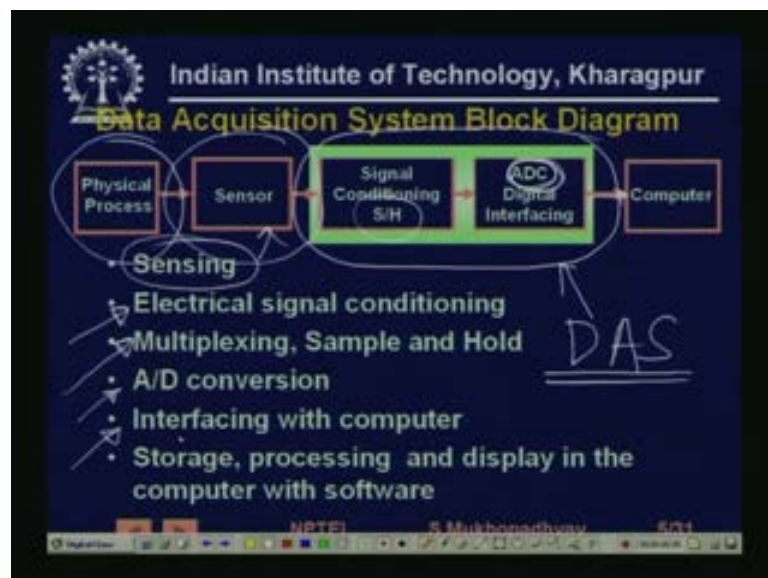 Indian Institute of Technology, Kharagpur
Data Acquisition System Block Diagram
Physical Process
Sensor
Signal Conditioning S/H
ADC Digital Interfacing
Computer
• Sensing
• Electrical signal conditioning
• Multiplexing, Sample and Hold
• A/D conversion
• Interfacing with computer
• Storage, processing and display in the
computer with software
DAS
NPTEL S.Mukhopadhyay 5/31